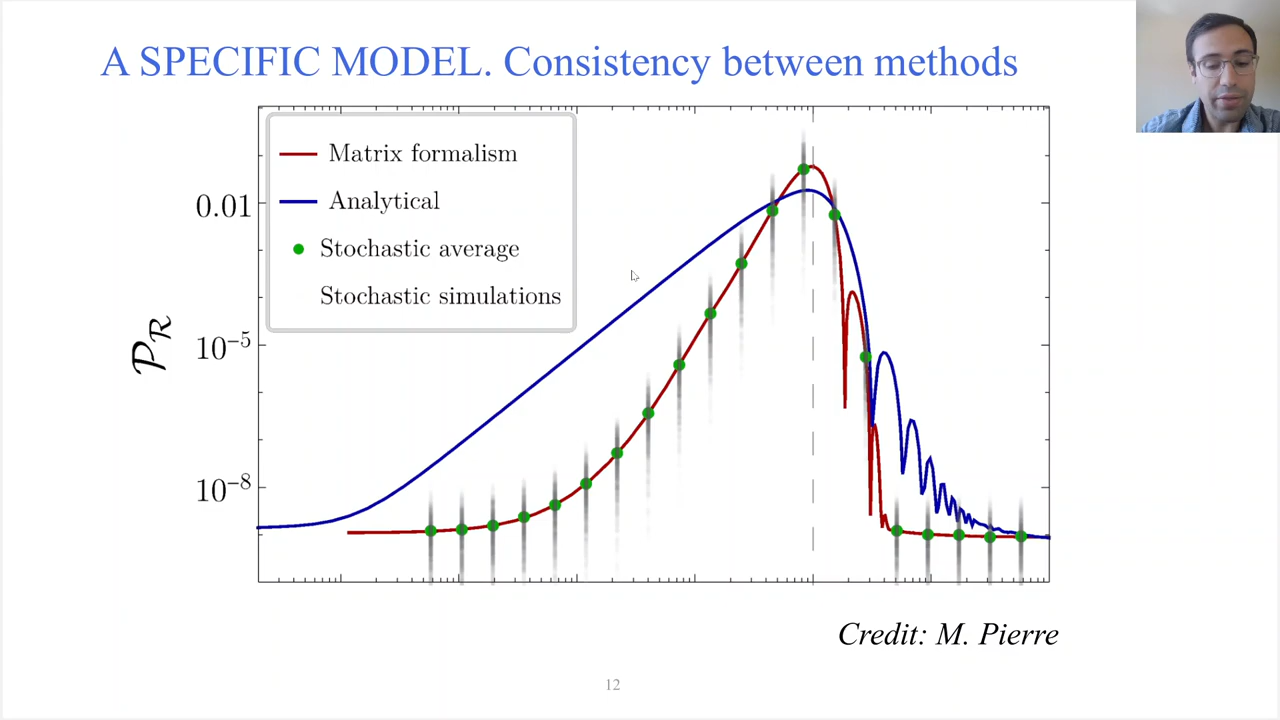 A SPECIFIC MODEL. Consistency between methods
Matrix formalism
Analytical
Stochastic average
Stochastic simulations
0.01
10⁻⁵
10⁻⁸
𝒫_ℛ
Credit: M. Pierre
12